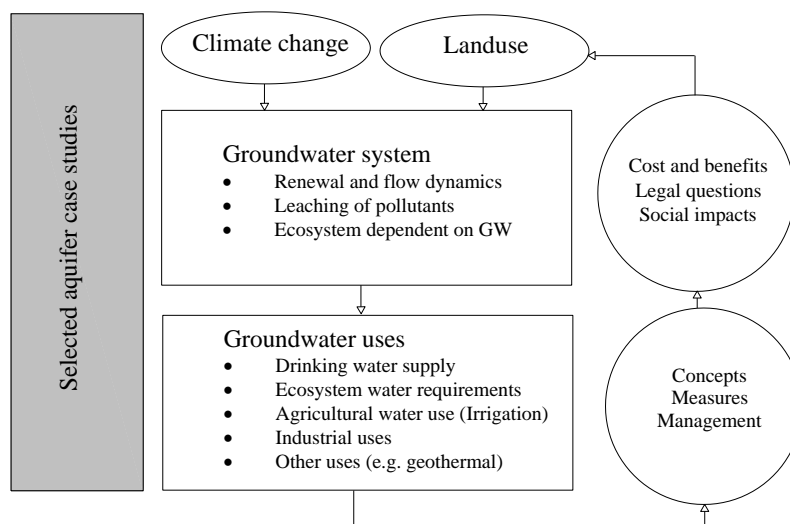 Selected aquifer case studies
Climate change
Landuse
Groundwater system
• Renewal and flow dynamics
• Leaching of pollutants
• Ecosystem dependent on GW
Groundwater uses
• Drinking water supply
• Ecosystem water requirements
• Agricultural water use (Irrigation)
• Industrial uses
• Other uses (e.g. geothermal)
Cost and benefits
Legal questions
Social impacts
Concepts
Measures
Management